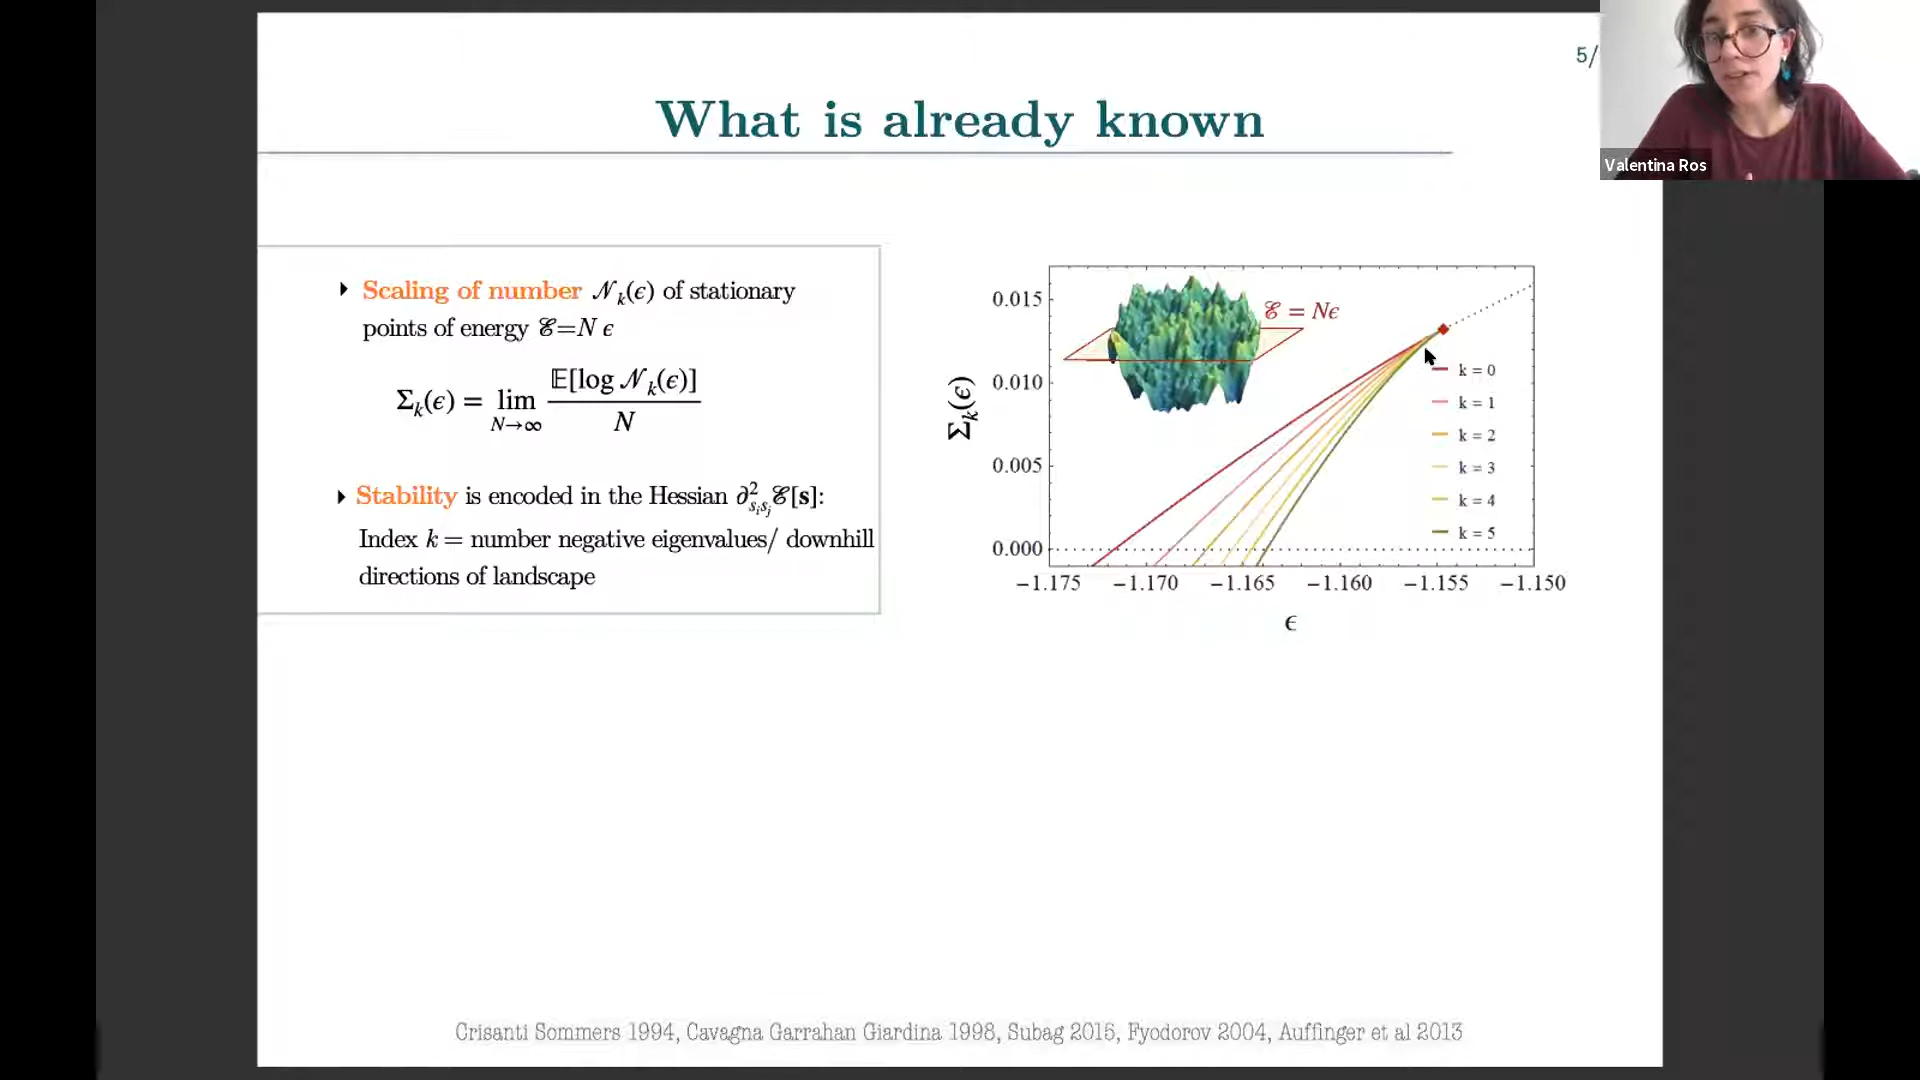 5/
What is already known
Valentina Ros
Scaling of number 𝒩ₖ(ϵ) of stationary
points of energy ℰ=N ϵ
Σₖ(ϵ) = lim N→∞ 𝔼[log 𝒩ₖ(ϵ)] / N
Stability is encoded in the Hessian ∂²ₛᵢₛⱼ ℰ[s]:
Index k = number negative eigenvalues/ downhill
directions of landscape
ℰ = Nϵ
Σₖ(ϵ)
0.015
0.010
0.005
0.000
k = 0
k = 1
k = 2
k = 3
k = 4
k = 5
−1.175 −1.170 −1.165 −1.160 −1.155 −1.150
ϵ
Crisanti Sommers 1994, Cavagna Garrahan Giardina 1998, Subag 2015, Fyodorov 2004, Auffinger et al 2013